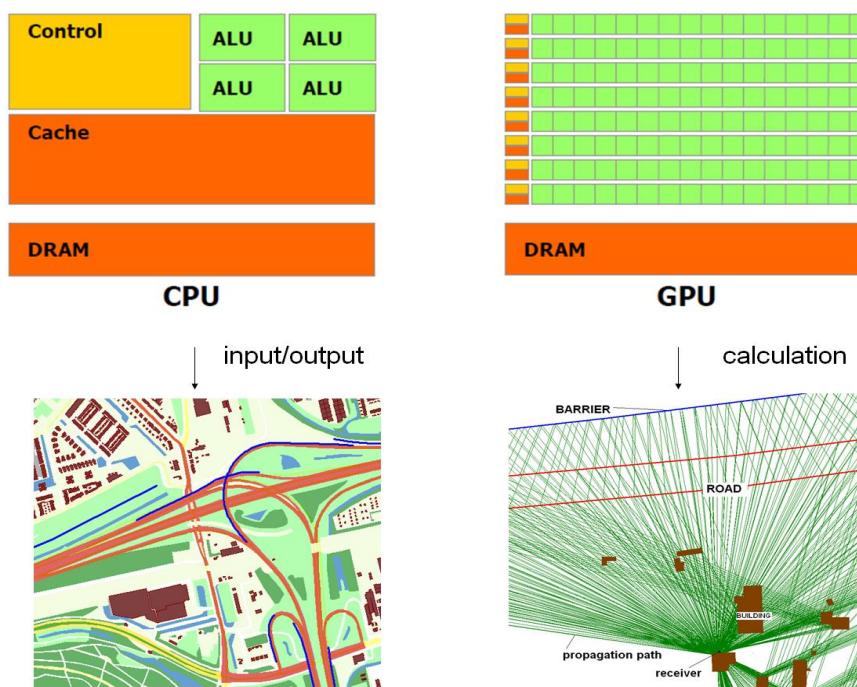 Control
ALU
ALU
ALU
ALU
Cache
DRAM
CPU
DRAM
GPU
input/output
calculation
BARRIER
ROAD
BUILDING
propagation path
receiver